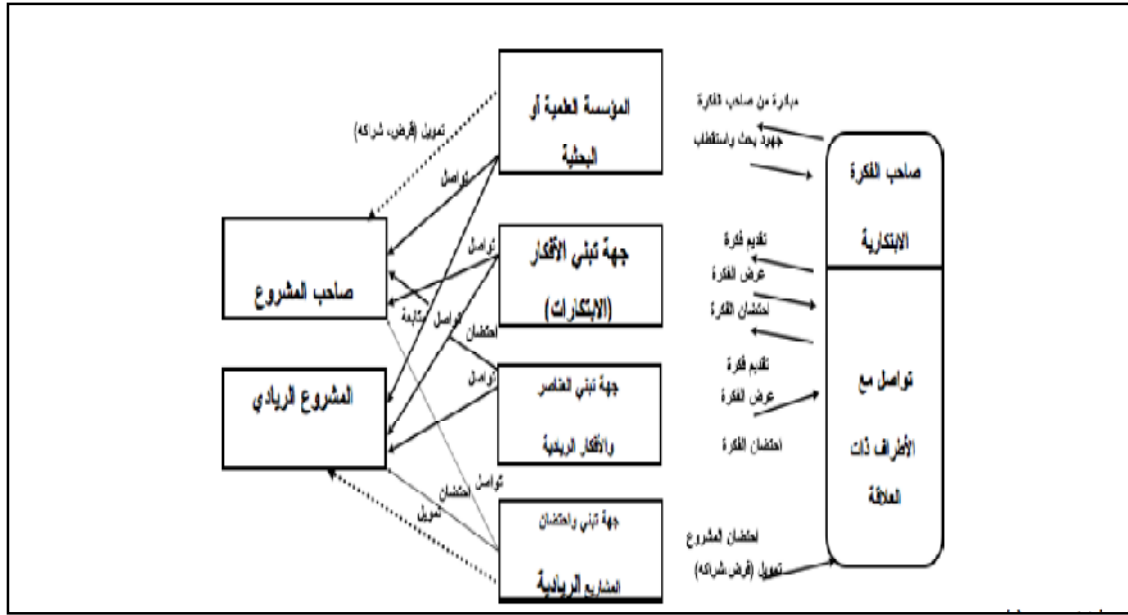 مبادرة من صاحب الفكرة
جهود بحث واستقطاب
صاحب الفكرة
الابتكارية
تقديم فكرة
عرض الفكرة
احتضان الفكرة
تقديم فكرة
عرض الفكرة
احتضان الفكرة
تواصل مع
الأطراف ذات
العلاقة
احتضان المشروع
تمويل (قرض،شراكه)
المؤسسة العلمية أو
البحثية
جهة تبني الأفكار
(الابتكارات)
جهة تبني العناصر
والأفكار الريادية
جهة تبني واحتضان
المشاريع الريادية
تمويل (قرض، شراكه)
تواصل
تواصل
تواصل
متابعة
احتضان
تواصل
تواصل
احتضان
تمويل
صاحب المشروع
المشروع الريادي